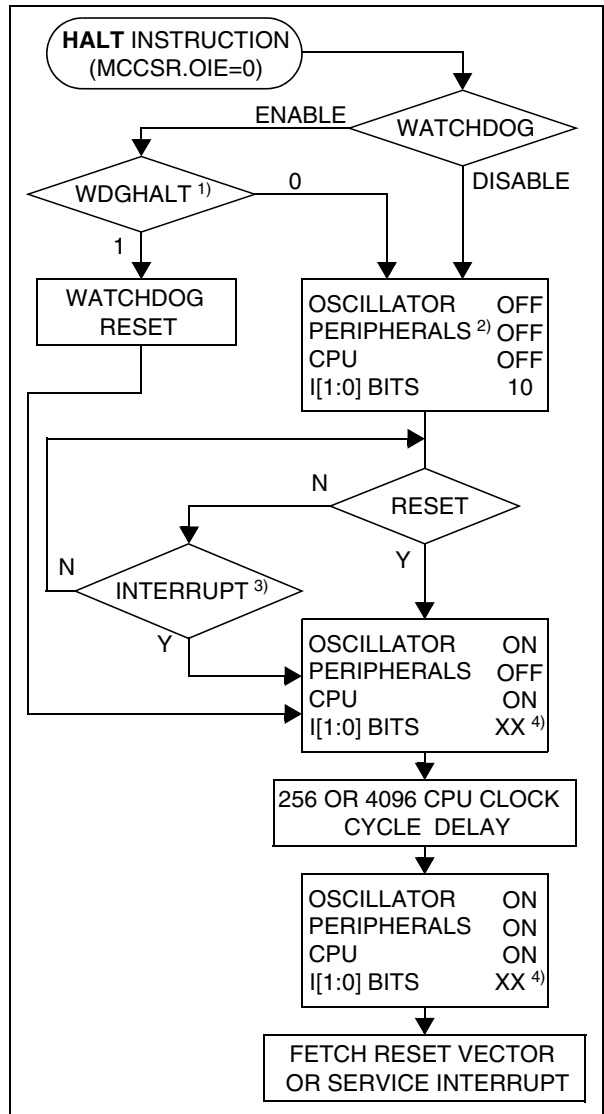 HALT INSTRUCTION
(MCCSR.OIE=0)
ENABLE
WATCHDOG
WDGHALT 1)
0
DISABLE
1
WATCHDOG
RESET
OSCILLATOR OFF
PERIPHERALS 2) OFF
CPU OFF
I[1:0] BITS 10
N
RESET
Y
N
INTERRUPT 3)
Y
OSCILLATOR ON
PERIPHERALS OFF
CPU ON
I[1:0] BITS XX 4)
256 OR 4096 CPU CLOCK
CYCLE DELAY
OSCILLATOR ON
PERIPHERALS ON
CPU ON
I[1:0] BITS XX 4)
FETCH RESET VECTOR
OR SERVICE INTERRUPT